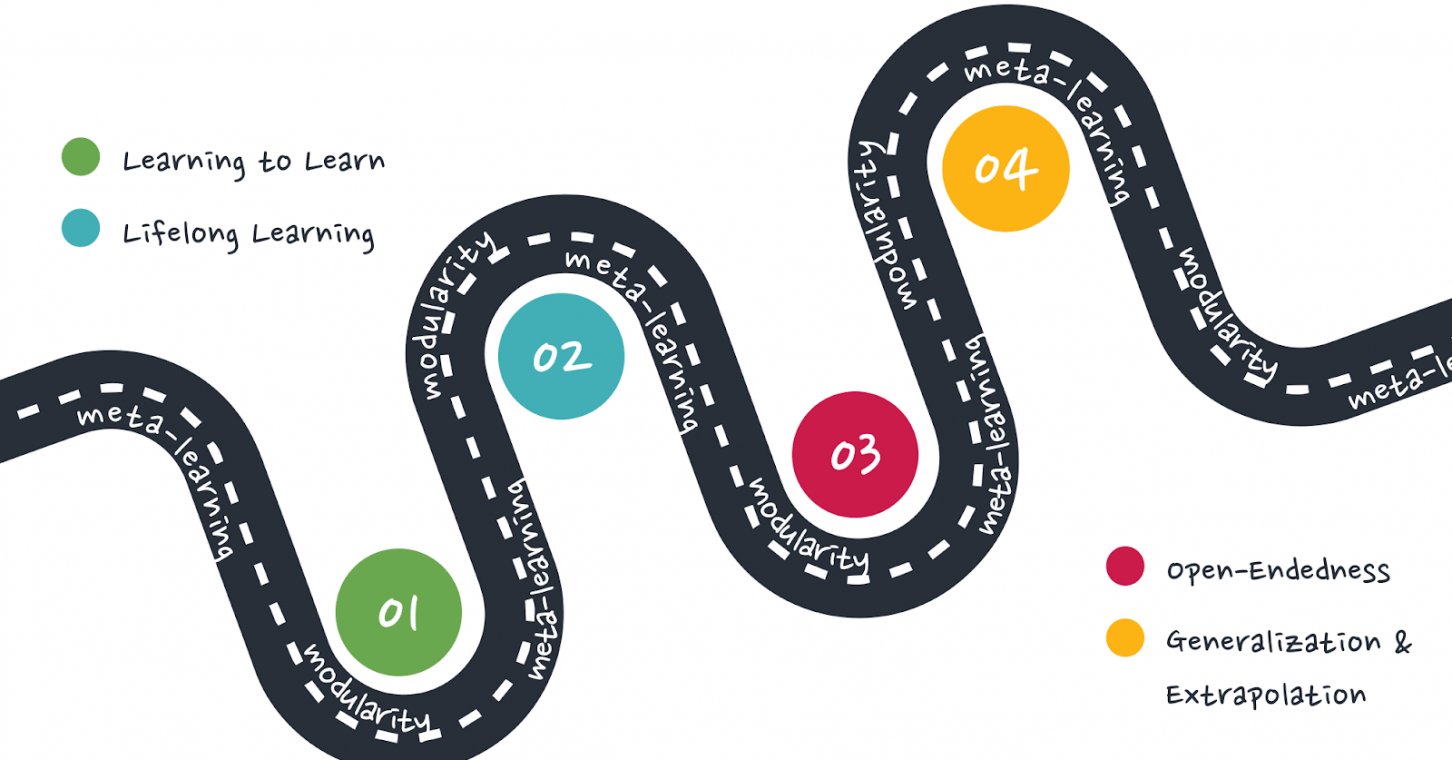 Learning to Learn
Lifelong Learning
meta-learning
modularity
01
meta-learning
modularity
02
meta-learning
modularity
03
meta-learning
modularity
04
meta-learning
modularity
meta-le
Open-Endedness
Generalization &
Extrapolation